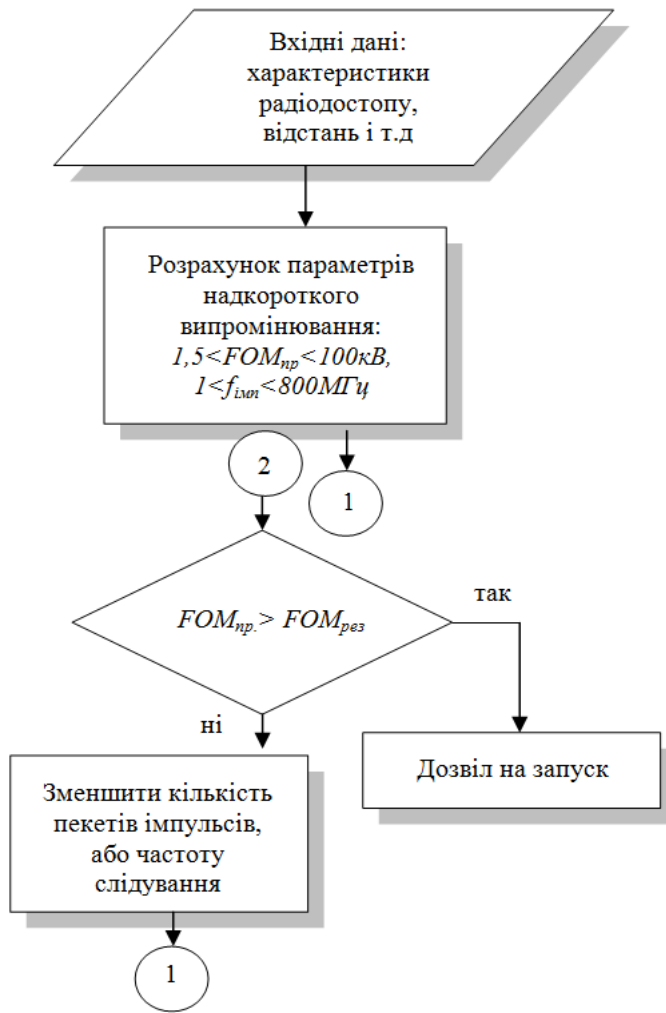 Вхідні дані:
характеристики
радіодостопу,
відстань і т.д
Розрахунок параметрів
надкороткого
випромінювання:
1,5<FOMпр<100кВ,
1<fімп<800МГц
2
1
FOMпр.> FOMрез
так
ні
Дозвіл на запуск
Зменшити кількість
пекетів імпульсів,
або частоту
слідування
1